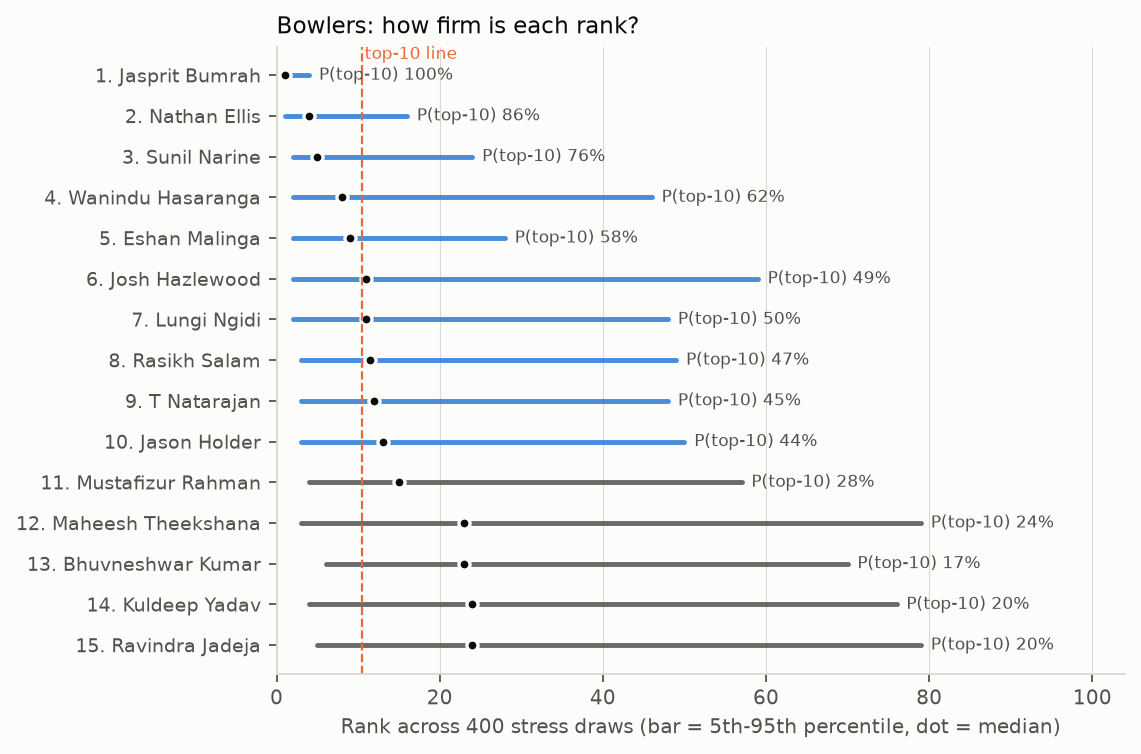 Bowlers: how firm is each rank?
top-10 line
1. Jasprit Bumrah P(top-10) 100%
2. Nathan Ellis P(top-10) 86%
3. Sunil Narine P(top-10) 76%
4. Wanindu Hasaranga P(top-10) 62%
5. Eshan Malinga P(top-10) 58%
6. Josh Hazlewood P(top-10) 49%
7. Lungi Ngidi P(top-10) 50%
8. Rasikh Salam P(top-10) 47%
9. T Natarajan P(top-10) 45%
10. Jason Holder P(top-10) 44%
11. Mustafizur Rahman P(top-10) 28%
12. Maheesh Theekshana P(top-10) 24%
13. Bhuvneshwar Kumar P(top-10) 17%
14. Kuldeep Yadav P(top-10) 20%
15. Ravindra Jadeja P(top-10) 20%
0 20 40 60 80 100
Rank across 400 stress draws (bar = 5th-95th percentile, dot = median)